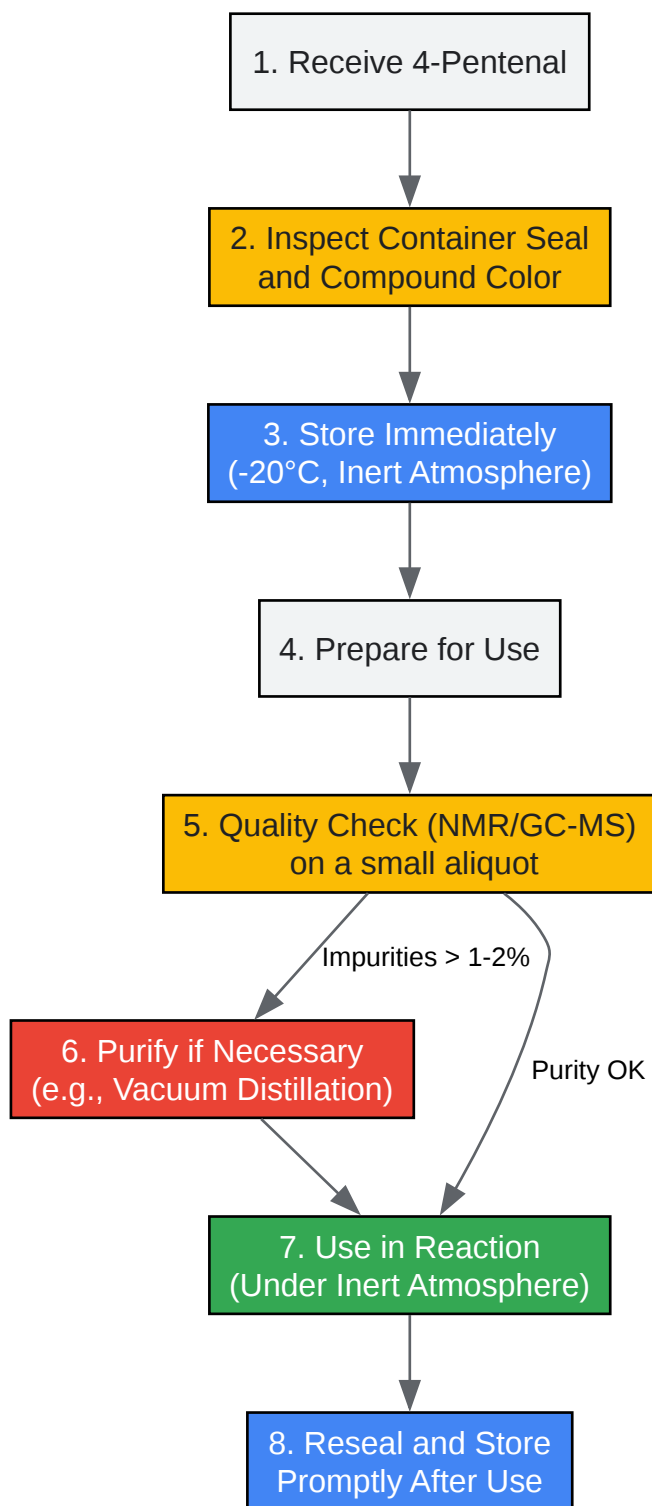 1. Receive 4-Pentenal
2. Inspect Container Seal
and Compound Color
3. Store Immediately
(-20°C, Inert Atmosphere)
4. Prepare for Use
5. Quality Check (NMR/GC-MS)
on a small aliquot
Impurities > 1-2%
6. Purify if Necessary
(e.g., Vacuum Distillation)
Purity OK
7. Use in Reaction
(Under Inert Atmosphere)
8. Reseal and Store
Promptly After Use